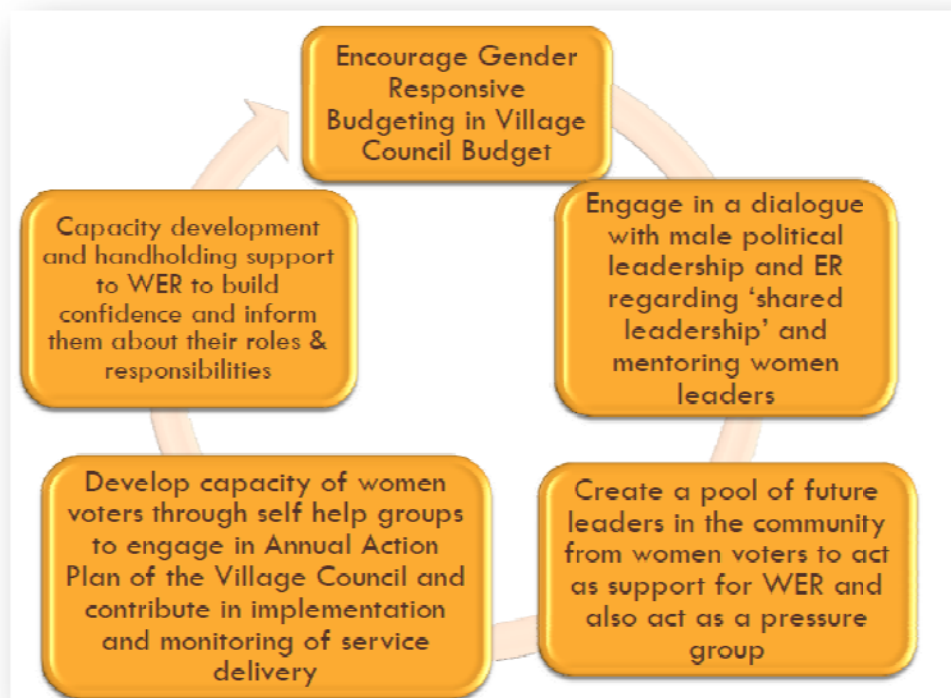 Encourage Gender
Responsive
Budgeting in Village
Council Budget
Engage in a dialogue
with male political
leadership and ER
regarding ‘shared
leadership’ and
mentoring women
leaders
Create a pool of future
leaders in the community
from women voters to act
as support for WER and
also act as a pressure
group
Develop capacity of women
voters through self help groups
to engage in Annual Action
Plan of the Village Council and
contribute in implementation
and monitoring of service
delivery
Capacity development
and handholding support
to WER to build
confidence and inform
them about their roles &
responsibilities